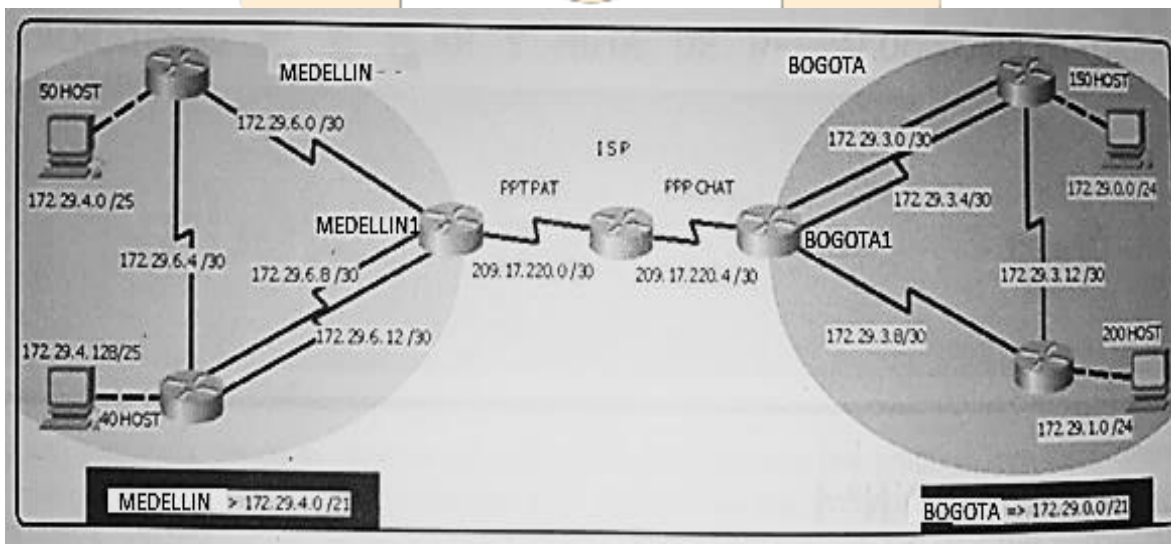 MEDELLIN
BOGOTA
50 HOST
150 HOST
172.29.6.0 /30
172.29.3.0 /30
ISP
172.29.4.0 /25
PPTPAT
PPP CHAT
172.29.0.0 /24
172.29.3.4/30
MEDELLIN1
BOGOTA1
172.29.6.4 /30
172.29.6.8 /30
209.17.220.0 /30
209.17.220.4 /30
172.29.3.12 /30
172.29.6.12 /30
172.29.3.8/30
172.29.4.128/25
200 HOST
40 HOST
172.29.1.0 /24
MEDELLIN > 172.29.4.0 /21
BOGOTA => 172.29.0.0 /21